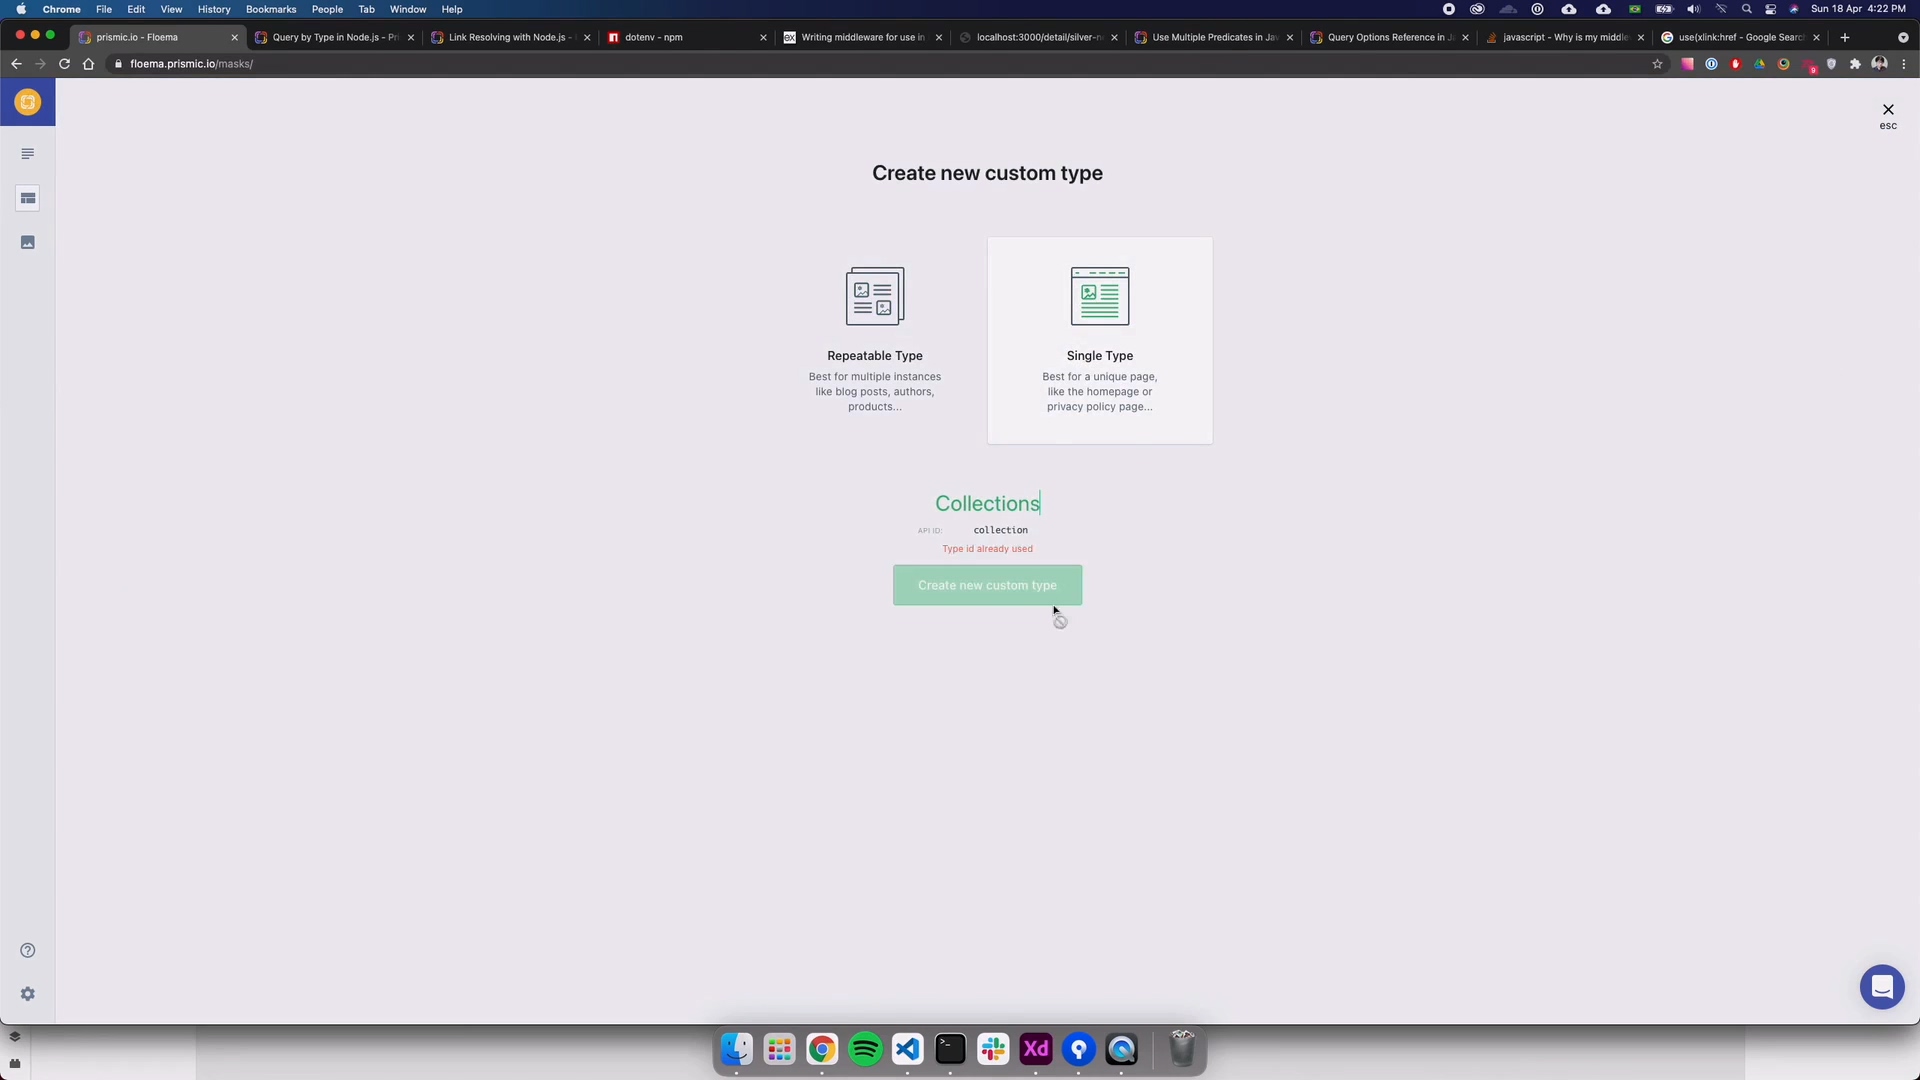 Chrome File Edit View History Bookmarks People Tab Window Help
Sun 18 Apr 4:22 PM
prismic.io - Floema
Query by Type in Node.js - Pri
Link Resolving with Node.js -
dotenv - npm
Writing middleware for use in
localhost:3000/detail/silver-n
Use Multiple Predicates in Jav
Query Options Reference in Ja
javascript - Why is my middle
use(xlink:href - Google Search
floema.prismic.io/masks/
9
esc
Create new custom type
Repeatable Type
Best for multiple instances
like blog posts, authors,
products...
Single Type
Best for a unique page,
like the homepage or
privacy policy page...
Collections
API ID: collection
Type id already used
Create new custom type
Xd